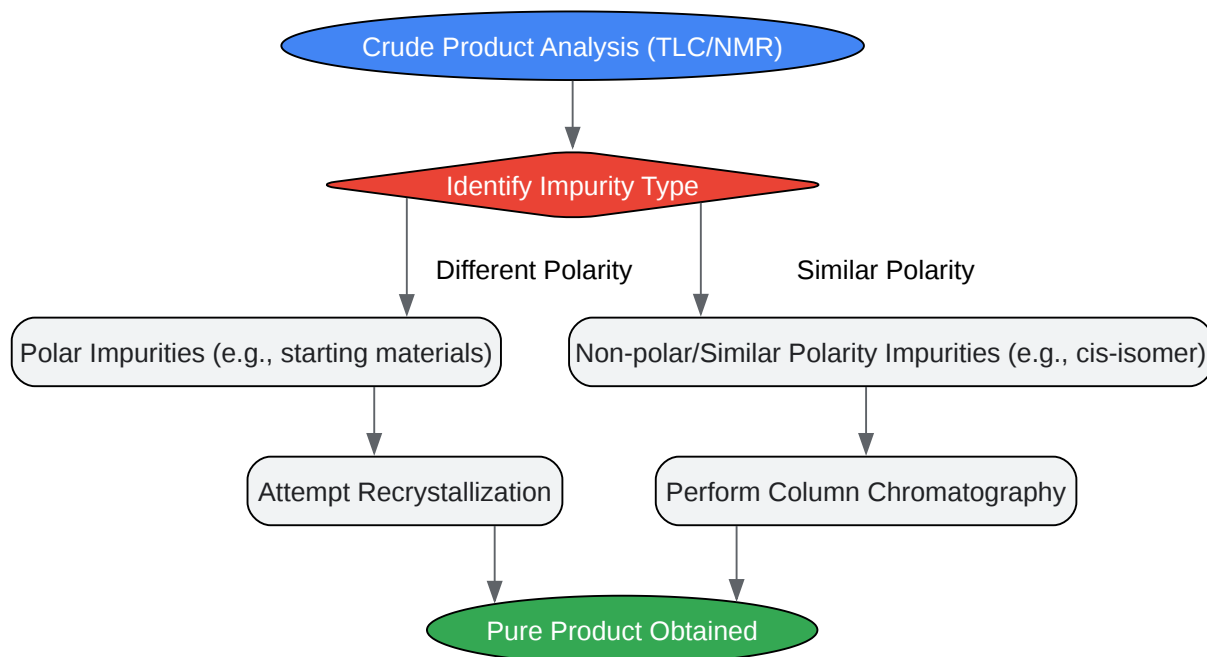 Crude Product Analysis (TLC/NMR)
Identify Impurity Type
Different Polarity
Similar Polarity
Polar Impurities (e.g., starting materials)
Non-polar/Similar Polarity Impurities (e.g., cis-isomer)
Attempt Recrystallization
Perform Column Chromatography
Pure Product Obtained